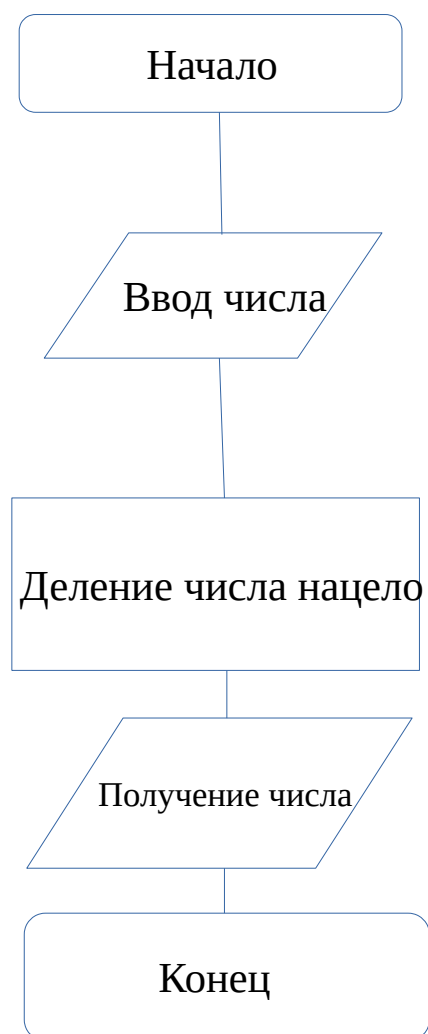 Начало
Ввод числа
Деление числа нацело
Получение числа
Конец